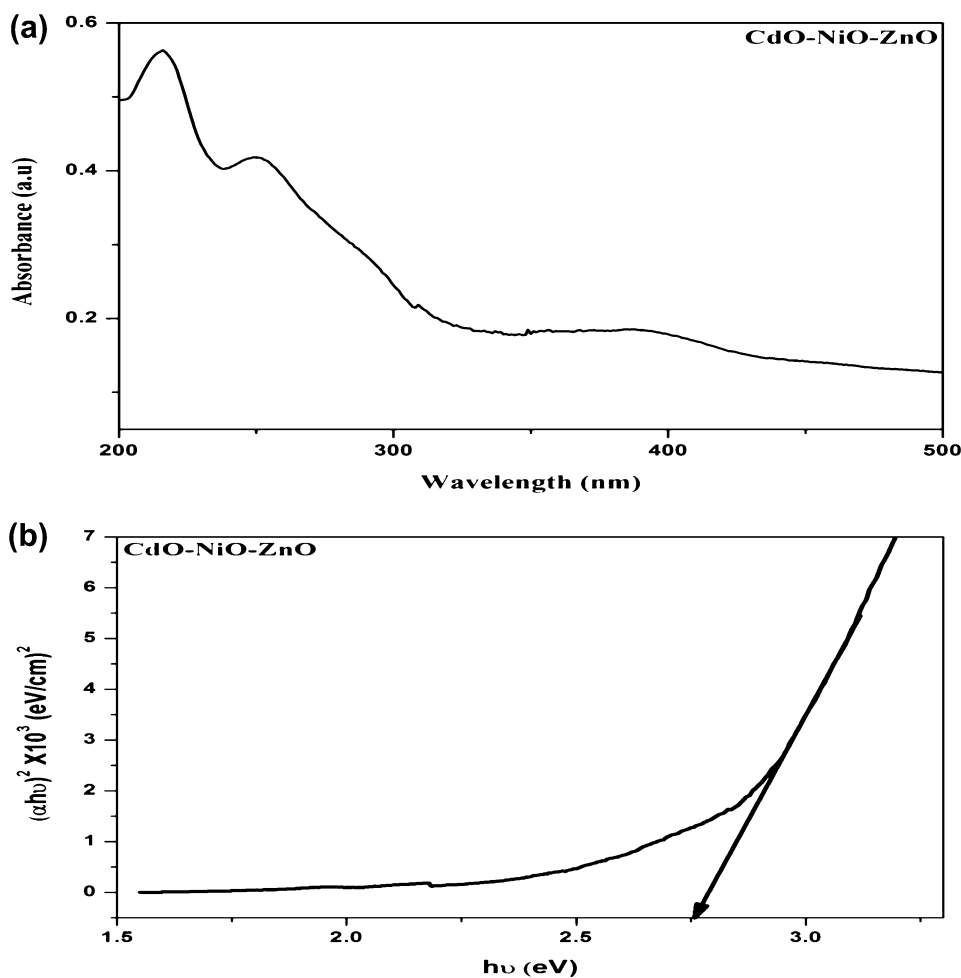 (a)
CdO-NiO-ZnO
0.6
0.4
0.2
Absorbance (a.u)
200
300
400
500
Wavelength (nm)
(b)
CdO-NiO-ZnO
7
6
5
4
3
2
1
0
(αhυ)² X10³ (eV/cm)²
1.5
2.0
2.5
3.0
hυ (eV)